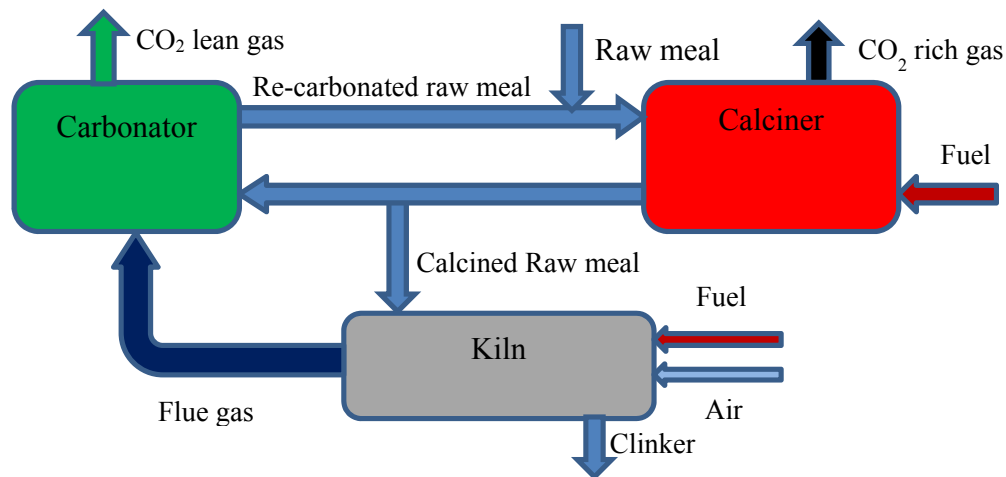 CO₂ lean gas
Raw meal
CO₂ rich gas
Re-carbonated raw meal
Carbonator
Calciner
Fuel
Calcined Raw meal
Fuel
Kiln
Flue gas
Air
Clinker